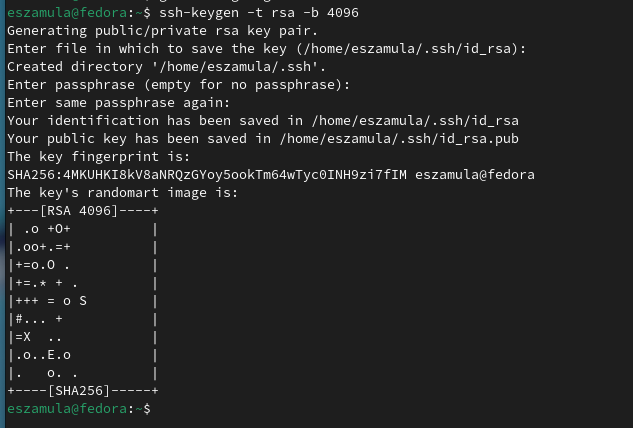 eszamula@fedora:~$ ssh-keygen -t rsa -b 4096
Generating public/private rsa key pair.
Enter file in which to save the key (/home/eszamula/.ssh/id_rsa):
Created directory '/home/eszamula/.ssh'.
Enter passphrase (empty for no passphrase):
Enter same passphrase again:
Your identification has been saved in /home/eszamula/.ssh/id_rsa
Your public key has been saved in /home/eszamula/.ssh/id_rsa.pub
The key fingerprint is:
SHA256:4MKUHKI8kV8aNRQzGYoy5ookTm64wTyc0INH9zi7fIM eszamula@fedora
The key's randomart image is:
+---[RSA 4096]----+
| .o +O+          |
|.oo+.=+          |
|+=o.O .          |
|+=.* + .         |
|+++ = o S        |
|#... +           |
|=X  ..           |
|.o..E.o          |
|.   o. .         |
+----[SHA256]-----+
eszamula@fedora:~$